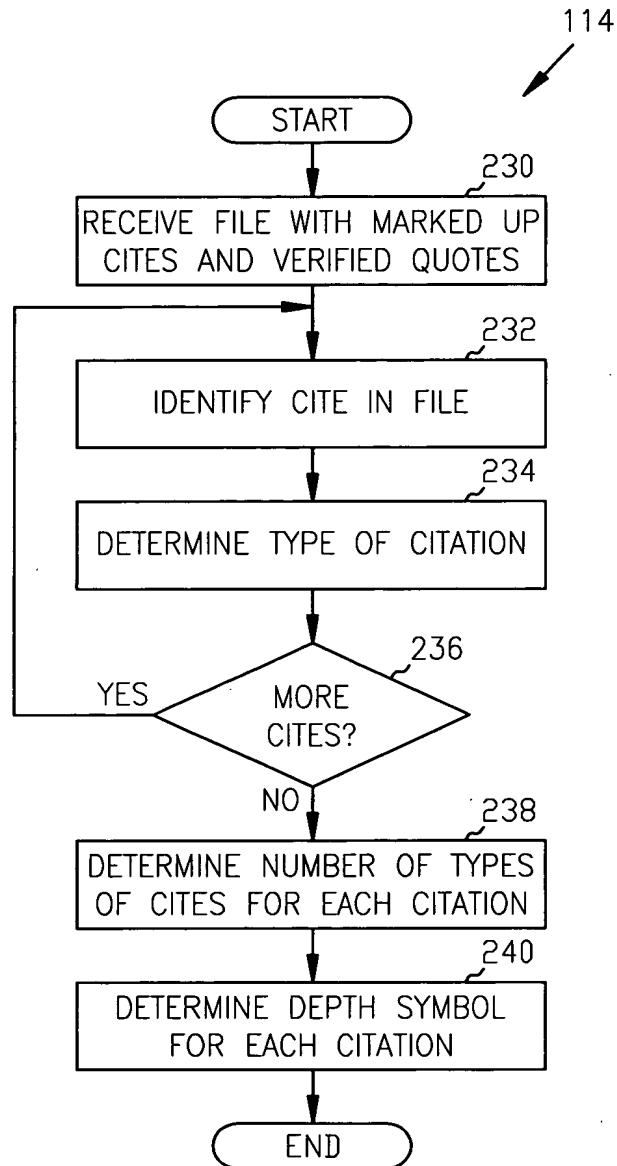 114
START
230
RECEIVE FILE WITH MARKED UP
CITES AND VERIFIED QUOTES
232
IDENTIFY CITE IN FILE
234
DETERMINE TYPE OF CITATION
236
YES
MORE
CITES?
NO
238
DETERMINE NUMBER OF TYPES
OF CITES FOR EACH CITATION
240
DETERMINE DEPTH SYMBOL
FOR EACH CITATION
END